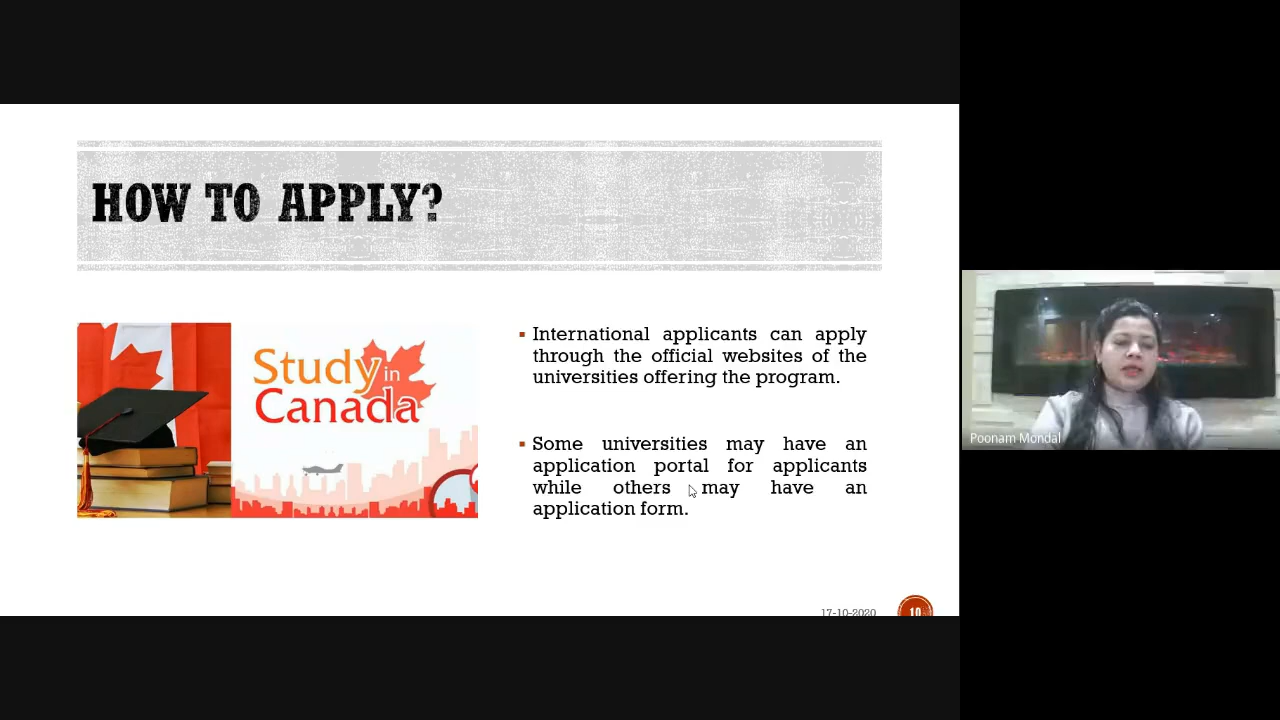 HOW TO APPLY?
Study in
Canada
International applicants can apply
through the official websites of the
universities offering the program.
Some universities may have an
application portal for applicants
while others may have an
application form.
17-10-2020
10
Poonam Mondal